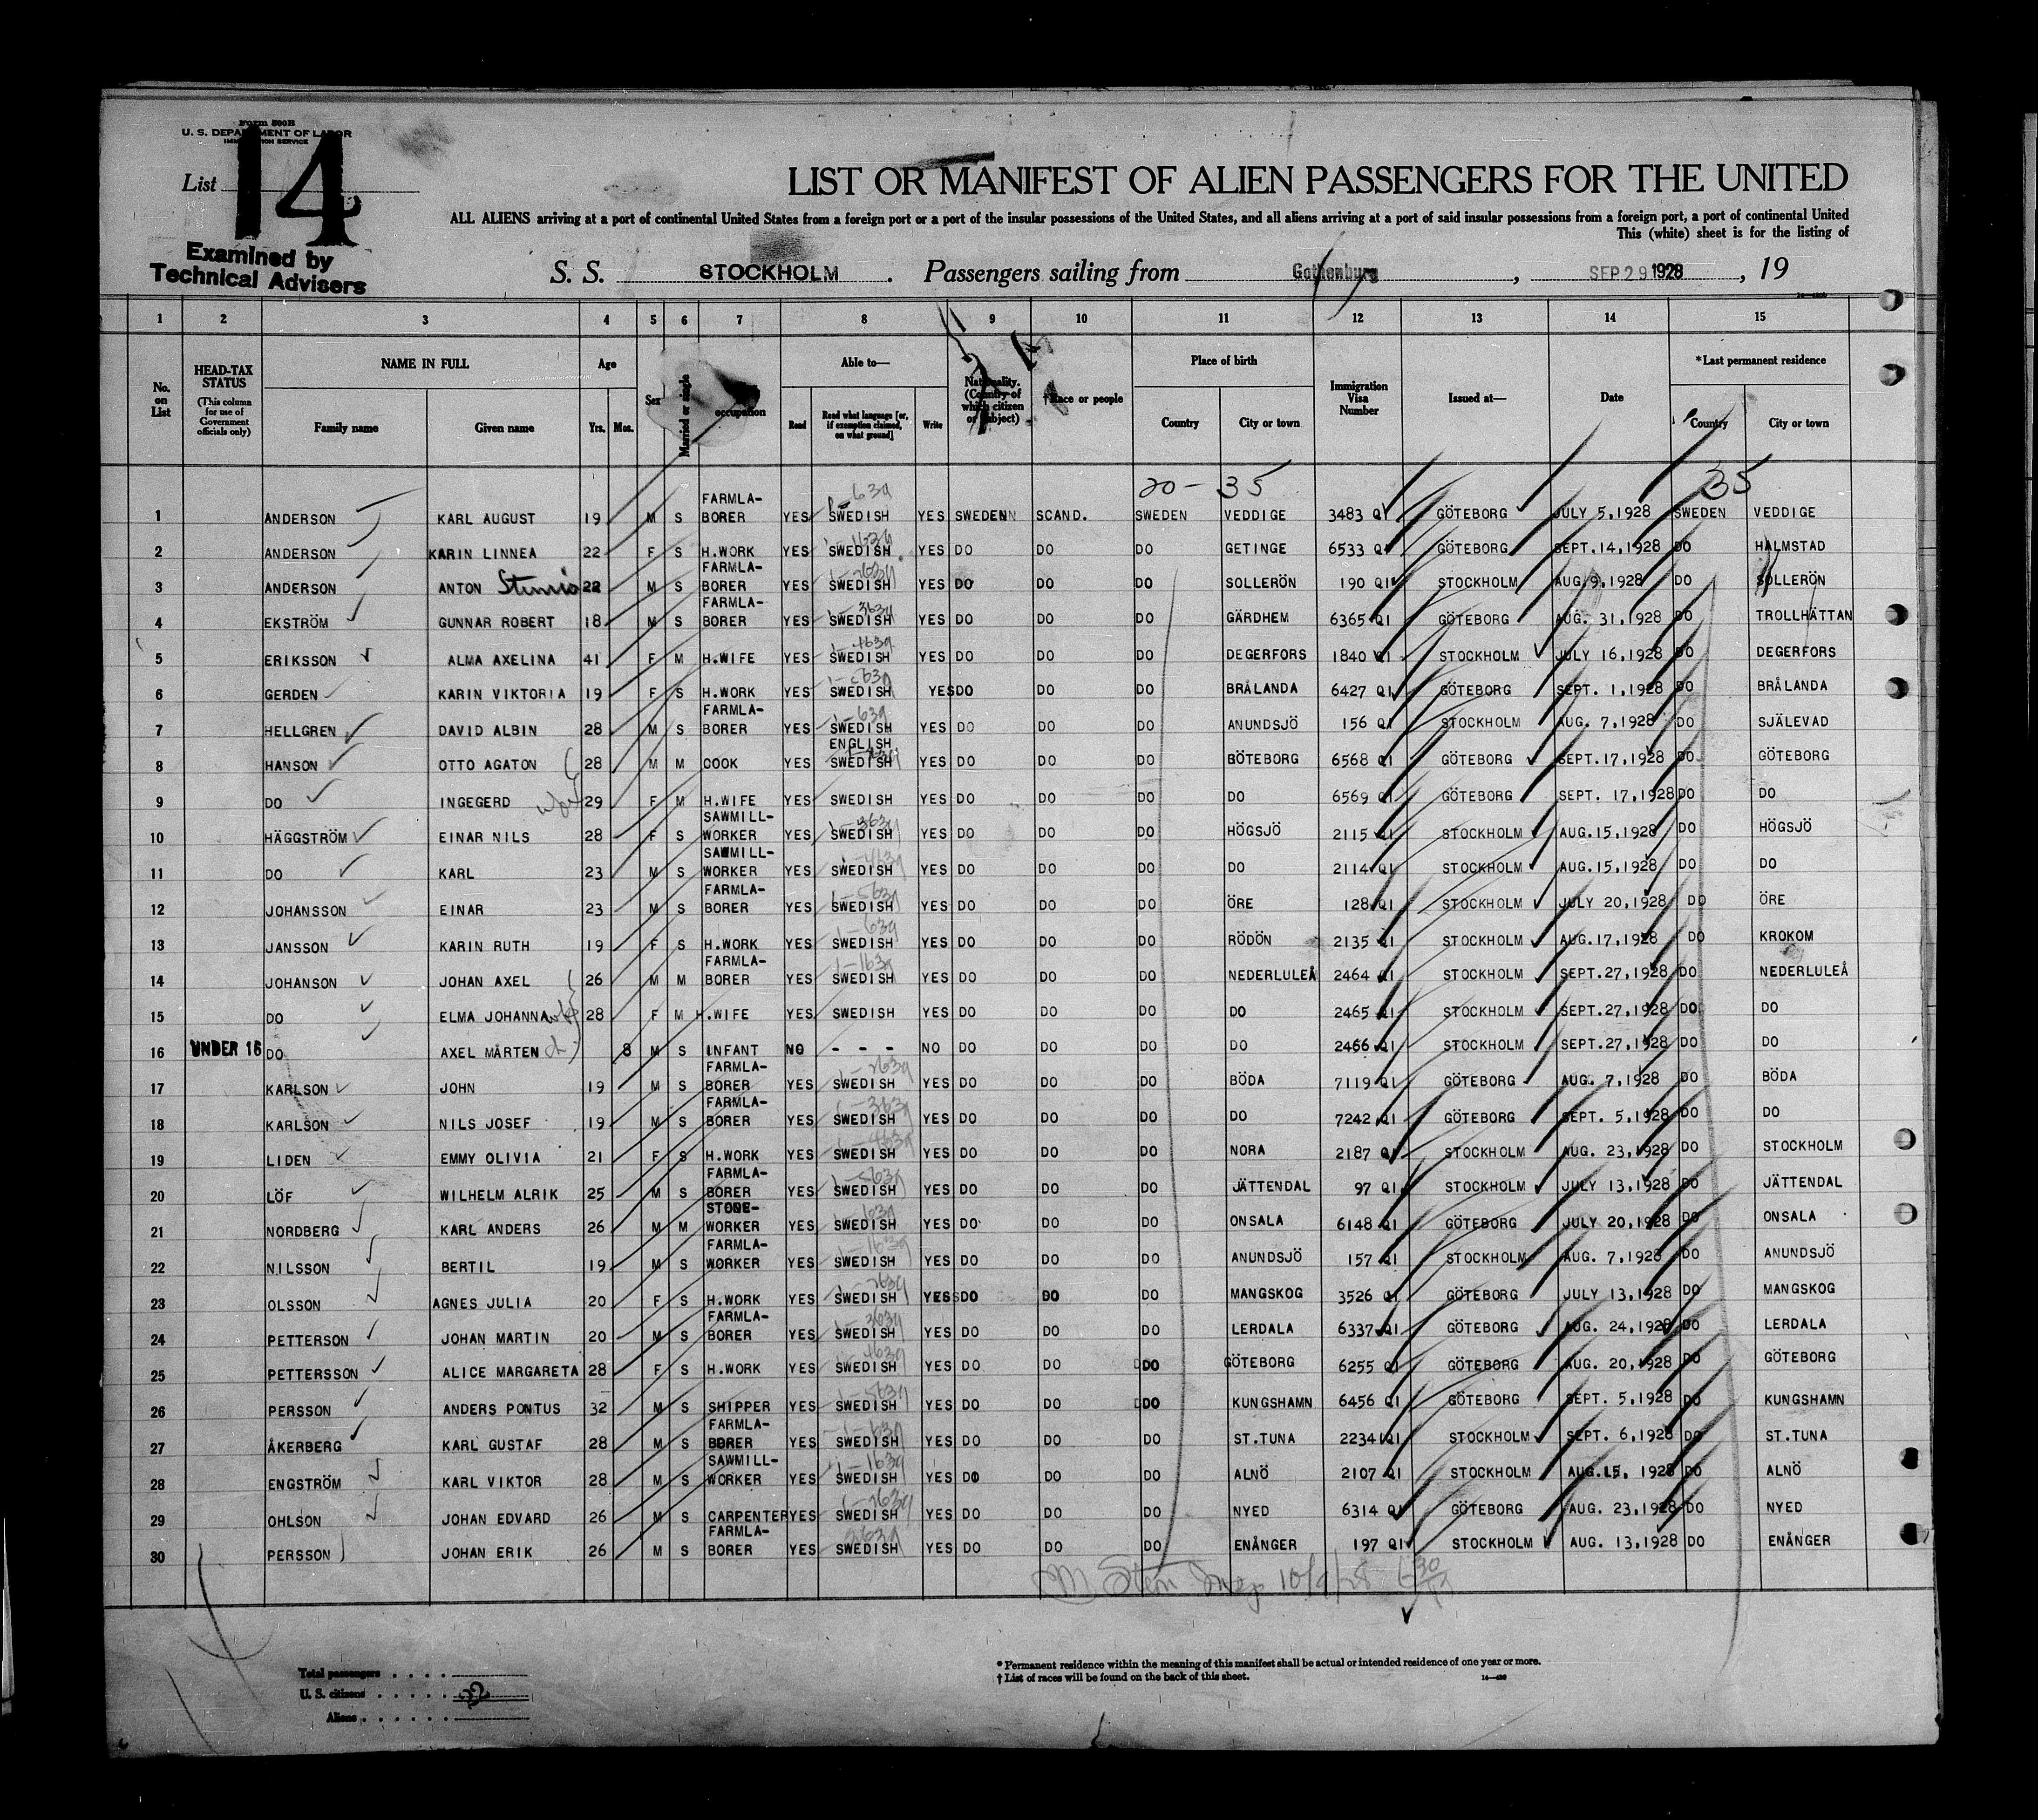 Form 500B
U. S. DEPARTMENT OF LABOR
IMMIGRATION SERVICE
List 14
Examined by
Technical Advisers
LIST OR MANIFEST OF ALIEN PASSENGERS FOR THE UNITED
ALL ALIENS arriving at a port of continental United States from a foreign port or a port of the insular possessions of the United States, and all aliens arriving at a port of said insular possessions from a foreign port, a port of continental United
This (white) sheet is for the listing of
S. S. STOCKHOLM . Passengers sailing from Gothenburg , SEP 29 1928 , 19
1 2 3 4 5 6 7 8 9 10 11 12 13 14 15
No. on List
HEAD-TAX STATUS (This column for use of Government officials only)
NAME IN FULL
Family name Given name
Age
Yrs. Mos.
Sex
Married or single
occupation
Able to—
Read Read what language [or, if exemption claimed, on what ground] Write
Nationality. (Country of which citizen or subject)
†Race or people
Place of birth
Country City or town
Immigration Visa Number
Issued at—
Date
*Last permanent residence
Country City or town
20 - 35 35
1 ANDERSON KARL AUGUST 19 M S FARMLA-BORER YES SWEDISH YES SWEDEN SCAND. SWEDEN VEDDIGE 3483 QI GÖTEBORG JULY 5,1928 SWEDEN VEDDIGE
2 ANDERSON KARIN LINNEA 22 F S H.WORK YES SWEDISH YES DO DO DO GETINGE 6533 QI GÖTEBORG SEPT.14,1928 DO HALMSTAD
3 ANDERSON ANTON 22 M S FARMLA-BORER YES SWEDISH YES DO DO DO SOLLERÖN 190 QI STOCKHOLM AUG.9,1928 DO SOLLERÖN
4 EKSTRÖM GUNNAR ROBERT 18 M S FARMLA-BORER YES SWEDISH YES DO DO DO GÄRDHEM 6365 QI GÖTEBORG AUG. 31,1928 DO TROLLHÄTTAN
5 ERIKSSON ALMA AXELINA 41 F M H.WIFE YES SWEDISH YES DO DO DO DEGERFORS 1840 QI STOCKHOLM JULY 16,1928 DO DEGERFORS
6 GERDEN KARIN VIKTORIA 19 F S H.WORK YES SWEDISH YES DO DO DO BRÅLANDA 6427 QI GÖTEBORG SEPT. 1,1928 DO BRÅLANDA
7 HELLGREN DAVID ALBIN 28 M S FARMLA-BORER YES SWEDISH YES DO DO DO ANUNDSJÖ 156 QI STOCKHOLM AUG. 7,1928 DO SJÄLEVAD
8 HANSON OTTO AGATON 28 M M COOK YES ENGLISH SWEDISH YES DO DO DO GÖTEBORG 6568 QI GÖTEBORG SEPT.17,1928 DO GÖTEBORG
9 DO INGEGERD wife 29 F M H.WIFE YES SWEDISH YES DO DO DO DO 6569 QI GÖTEBORG SEPT. 17,1928 DO DO
10 HÄGGSTRÖM EINAR NILS 28 F S SAWMILL-WORKER YES SWEDISH YES DO DO DO HÖGSJÖ 2115 QI STOCKHOLM AUG.15,1928 DO HÖGSJÖ
11 DO KARL 23 M S SAWMILL-WORKER YES SWEDISH YES DO DO DO DO 2114 QI STOCKHOLM AUG.15,1928 DO DO
12 JOHANSSON EINAR 23 M S FARMLA-BORER YES SWEDISH YES DO DO DO ÖRE 128 QI STOCKHOLM JULY 20,1928 DO ÖRE
13 JANSSON KARIN RUTH 19 F S H.WORK YES SWEDISH YES DO DO DO RÖDÖN 2135 QI STOCKHOLM AUG.17,1928 DO KROKOM
14 JOHANSON JOHAN AXEL 26 M M FARMLA-BORER YES SWEDISH YES DO DO DO NEDERLULEÅ 2464 QI STOCKHOLM SEPT.27,1928 DO NEDERLULEÅ
15 DO ELMA JOHANNA wife 28 F M H.WIFE YES SWEDISH YES DO DO DO DO 2465 QI STOCKHOLM SEPT.27,1928 DO DO
16 UNDER 16 DO AXEL MÅRTEN ch 8 M S INFANT NO - - - NO DO DO DO DO 2466 QI STOCKHOLM SEPT.27,1928 DO DO
17 KARLSON JOHN 19 M S FARMLA-BORER YES SWEDISH YES DO DO DO BÖDA 7119 QI GÖTEBORG AUG. 7,1928 DO BÖDA
18 KARLSON NILS JOSEF 19 M S FARMLA-BORER YES SWEDISH YES DO DO DO DO 7242 QI GÖTEBORG SEPT. 5,1928 DO DO
19 LIDEN EMMY OLIVIA 21 F S H.WORK YES SWEDISH YES DO DO DO NORA 2187 QI STOCKHOLM AUG. 23,1928 DO STOCKHOLM
20 LÖF WILHELM ALRIK 25 M S FARMLA-BORER YES SWEDISH YES DO DO DO JÄTTENDAL 97 QI STOCKHOLM JULY 13,1928 DO JÄTTENDAL
21 NORDBERG KARL ANDERS 26 M M STONE-WORKER YES SWEDISH YES DO DO DO ONSALA 6148 QI GÖTEBORG JULY 20,1928 DO ONSALA
22 NILSSON BERTIL 19 M S FARMLA-WORKER YES SWEDISH YES DO DO DO ANUNDSJÖ 157 QI STOCKHOLM AUG. 7,1928 DO ANUNDSJÖ
23 OLSSON AGNES JULIA 20 F S H.WORK YES SWEDISH YES DO DO DO MANGSKOG 3526 QI GÖTEBORG JULY 13,1928 DO MANGSKOG
24 PETTERSON JOHAN MARTIN 20 M S FARMLA-BORER YES SWEDISH YES DO DO DO LERDALA 6337 QI GÖTEBORG AUG. 24,1928 DO LERDALA
25 PETTERSSON ALICE MARGARETA 28 F S H.WORK YES SWEDISH YES DO DO DO GÖTEBORG 6255 QI GÖTEBORG AUG. 20,1928 DO GÖTEBORG
26 PERSSON ANDERS PONTUS 32 M S SHIPPER YES SWEDISH YES DO DO DO KUNGSHAMN 6456 QI GÖTEBORG SEPT. 5,1928 DO KUNGSHAMN
27 ÅKERBERG KARL GUSTAF 28 M S FARMLA-BORER YES SWEDISH YES DO DO DO ST.TUNA 2234 QI STOCKHOLM SEPT. 6,1928 DO ST.TUNA
28 ENGSTRÖM KARL VIKTOR 28 M S SAWMILL-WORKER YES SWEDISH YES DO DO DO ALNÖ 2107 QI STOCKHOLM AUG.15, 1928 DO ALNÖ
29 OHLSON JOHAN EDVARD 26 M S CARPENTER YES SWEDISH YES DO DO DO NYED 6314 QI GÖTEBORG AUG. 23,1928 DO NYED
30 PERSSON JOHAN ERIK 26 M S FARMLA-BORER YES SWEDISH YES DO DO DO ENÅNGER 197 QI STOCKHOLM AUG. 13,1928 DO ENÅNGER
Total passengers . . . .
U. S. citizens . . . . .
Aliens . . . . . .
* Permanent residence within the meaning of this manifest shall be actual or intended residence of one year or more.
† List of races will be found on the back of this sheet.